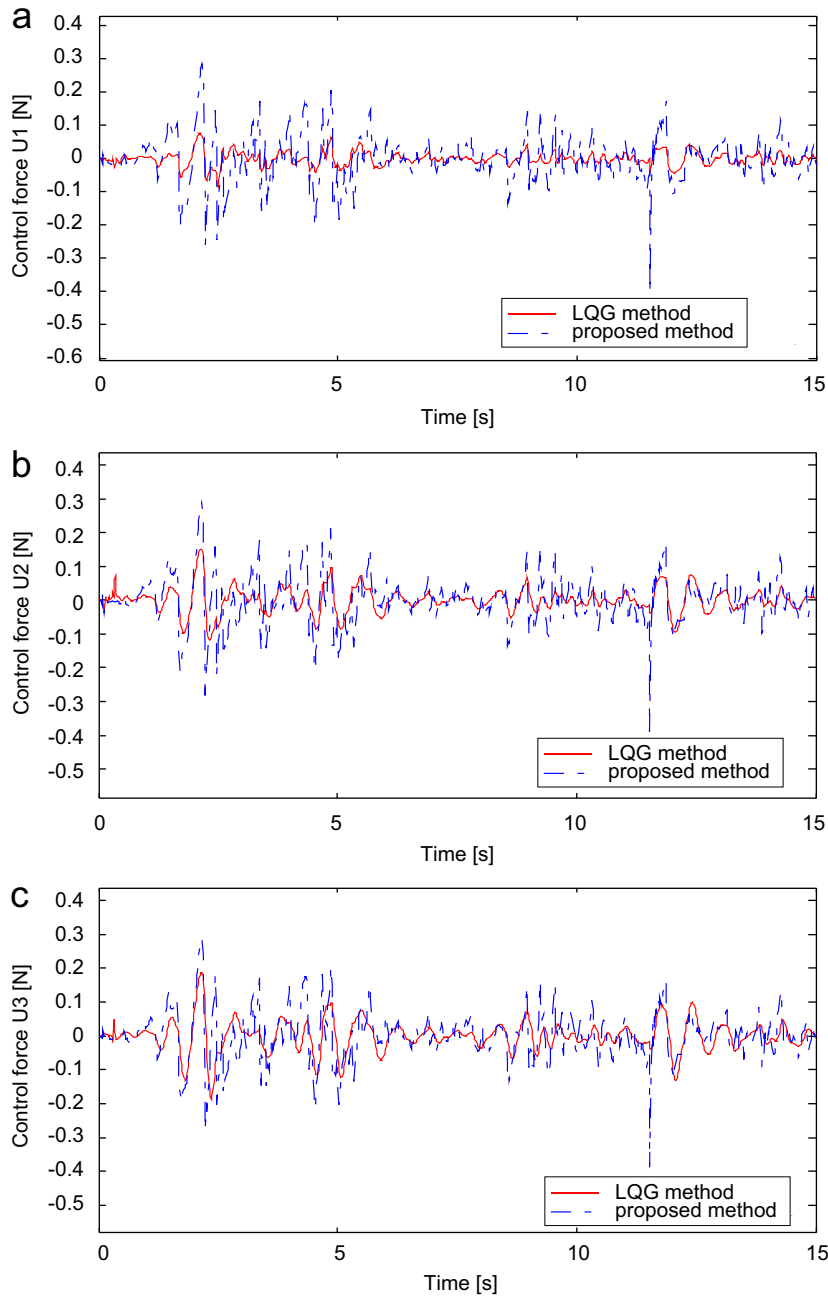 a
0.4
0.3
0.2
0.1
0
-0.1
-0.2
-0.3
-0.4
-0.5
-0.6
Control force U1 [N]
LQG method
proposed method
0 5 10 15
Time [s]
b
0.4
0.3
0.2
0.1
0
-0.1
-0.2
-0.3
-0.4
-0.5
Control force U2 [N]
LQG method
proposed method
0 5 10 15
Time [s]
c
0.4
0.3
0.2
0.1
0
-0.1
-0.2
-0.3
-0.4
-0.5
Control force U3 [N]
LQG method
proposed method
0 5 10 15
Time [s]